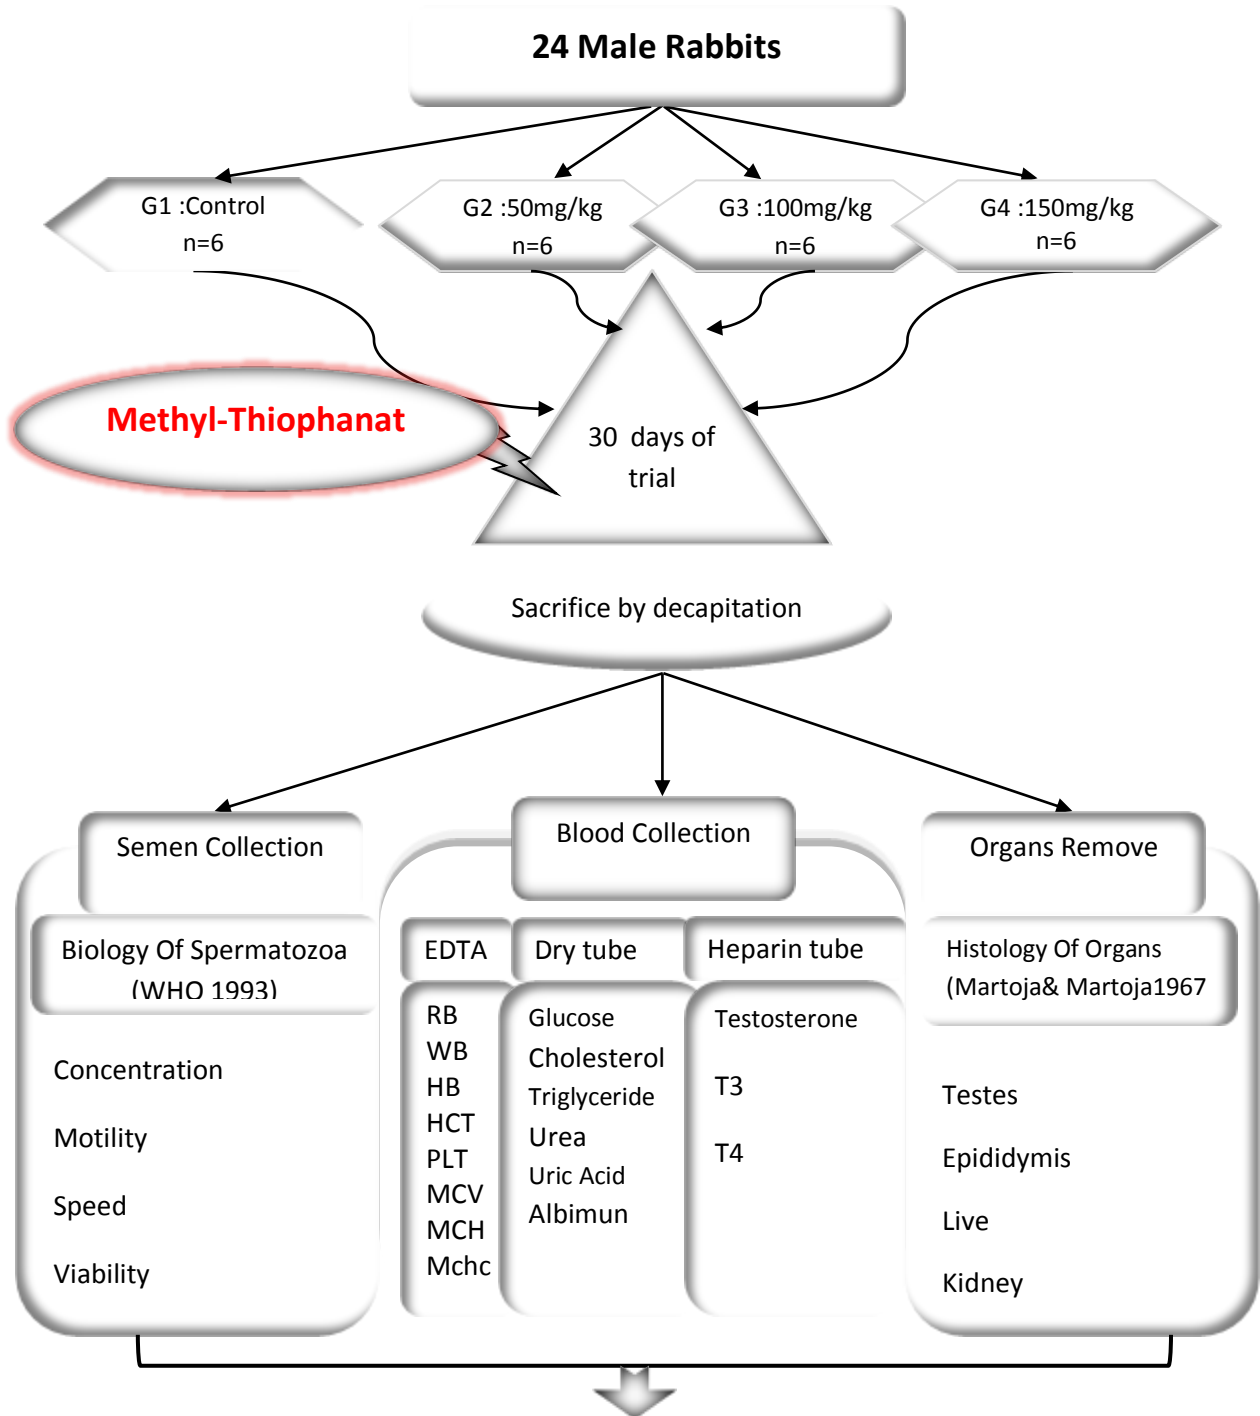 24 Male Rabbits
G1 :Control
n=6
G2 :50mg/kg
n=6
G3 :100mg/kg
n=6
G4 :150mg/kg
n=6
Methyl-Thiophanat
30 days of
trial
Sacrifice by decapitation
Semen Collection
Biology Of Spermatozoa
(WHO 1993)
Concentration
Motility
Speed
Viability
Blood Collection
EDTA
RB
WB
HB
HCT
PLT
MCV
MCH
Mchc
Dry tube
Glucose
Cholesterol
Triglyceride
Urea
Uric Acid
Albimun
Heparin tube
Testosterone
T3
T4
Organs Remove
Histology Of Organs
(Martoja& Martoja1967
Testes
Epididymis
Live
Kidney